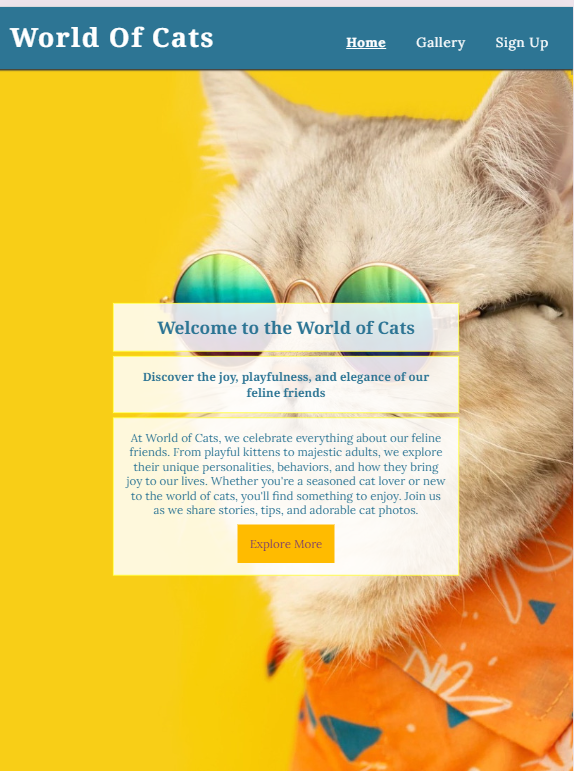 World Of Cats
Home Gallery Sign Up
Welcome to the World of Cats
Discover the joy, playfulness, and elegance of our
feline friends
At World of Cats, we celebrate everything about our feline
friends. From playful kittens to majestic adults, we explore
their unique personalities, behaviors, and how they bring
joy to our lives. Whether you're a seasoned cat lover or new
to the world of cats, you'll find something to enjoy. Join us
as we share stories, tips, and adorable cat photos.
Explore More